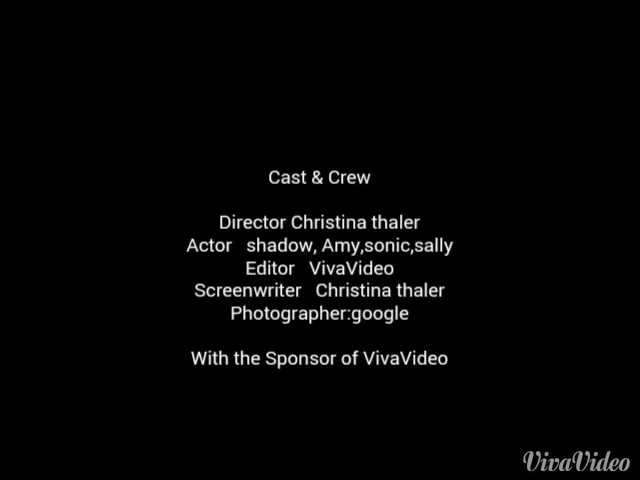 Cast & Crew
Director Christina thaler
Actor shadow, Amy,sonic,sally
Editor VivaVideo
Screenwriter Christina thaler
Photographer:google
With the Sponsor of VivaVideo
VivaVideo